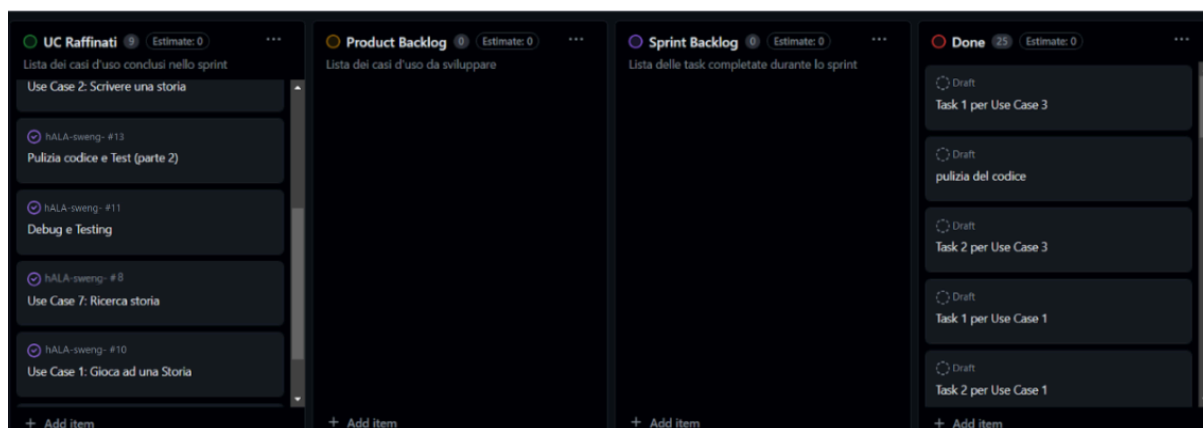 UC Raffinati 9 Estimate: 0 ...
Lista dei casi d'uso conclusi nello sprint
Use Case 2: Scrivere una storia
hALA-sweng- #13
Pulizia codice e Test (parte 2)
hALA-sweng- #11
Debug e Testing
hALA-sweng- #8
Use Case 7: Ricerca storia
hALA-sweng- #10
Use Case 1: Gioca ad una Storia
+ Add item
Product Backlog 0 Estimate: 0 ...
Lista dei casi d'uso da sviluppare
+ Add item
Sprint Backlog 0 Estimate: 0 ...
Lista delle task completate durante lo sprint
+ Add item
Done 25 Estimate: 0 ...
Draft
Task 1 per Use Case 3
Draft
pulizia del codice
Draft
Task 2 per Use Case 3
Draft
Task 1 per Use Case 1
Draft
Task 2 per Use Case 1
+ Add item